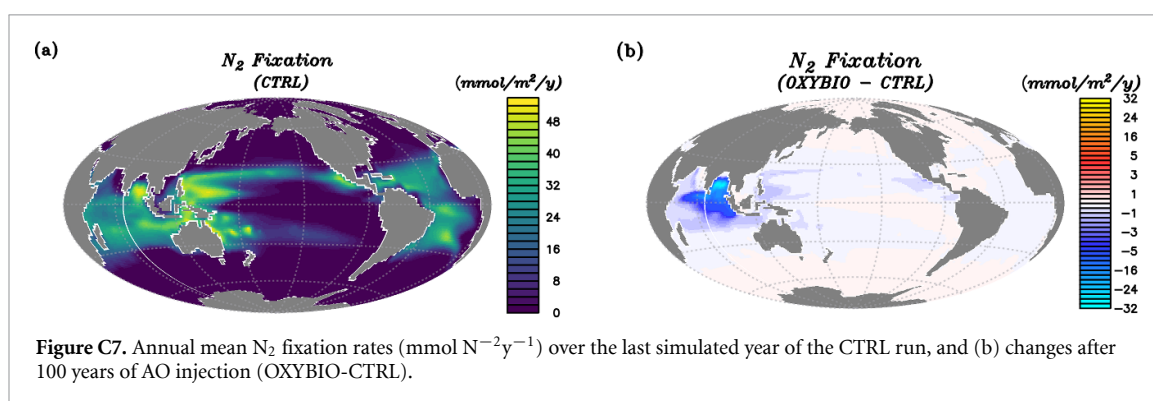 (a)
N₂ Fixation
(CTRL)
(mmol/m²/y)
48
40
32
24
16
8
0
(b)
N₂ Fixation
(OXYBIO − CTRL)
(mmol/m²/y)
32
24
16
5
3
1
−1
−3
−5
−16
−24
−32
Figure C7. Annual mean N₂ fixation rates (mmol N⁻²y⁻¹) over the last simulated year of the CTRL run, and (b) changes after
100 years of AO injection (OXYBIO-CTRL).